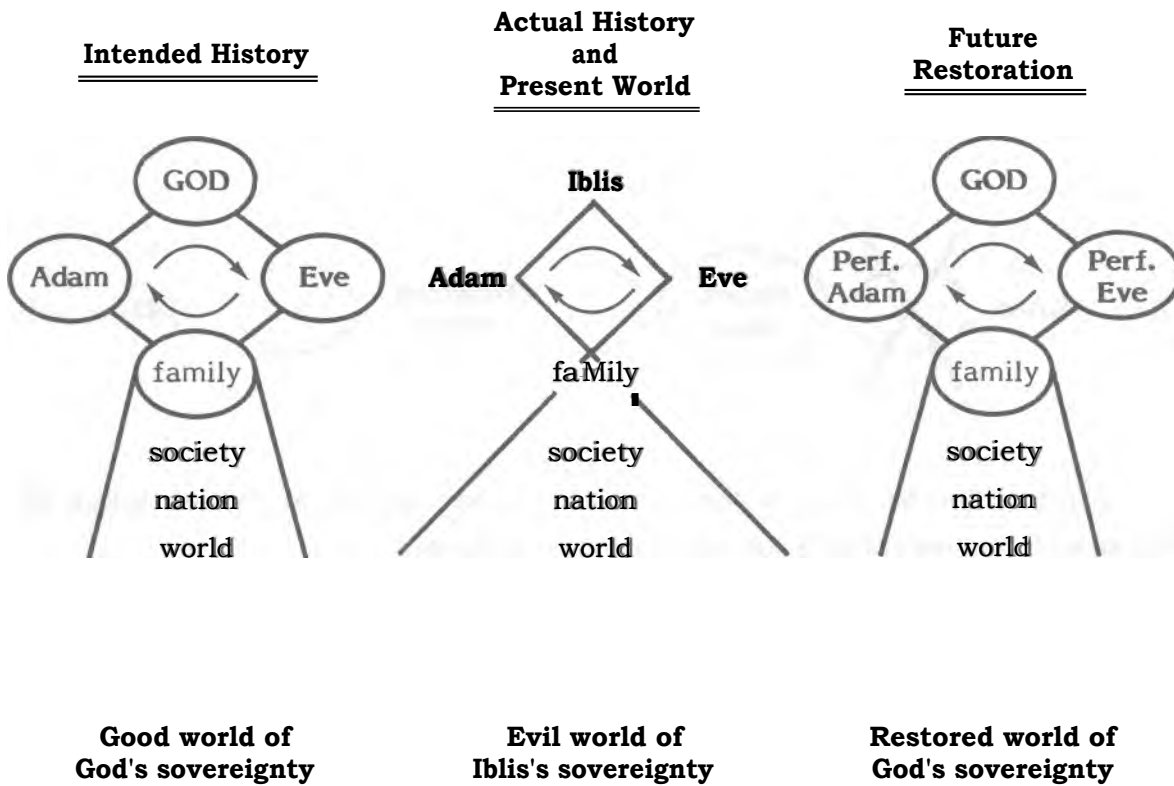 Intended History
Actual History
and
Present World
Future
Restoration
GOD
Adam
Eve
family
society
nation
world
Iblis
Adam
Eve
faMily
society
nation
world
GOD
Perf.
Adam
Perf.
Eve
family
society
nation
world
Good world of
God's sovereignty
Evil world of
Iblis's sovereignty
Restored world of
God's sovereignty